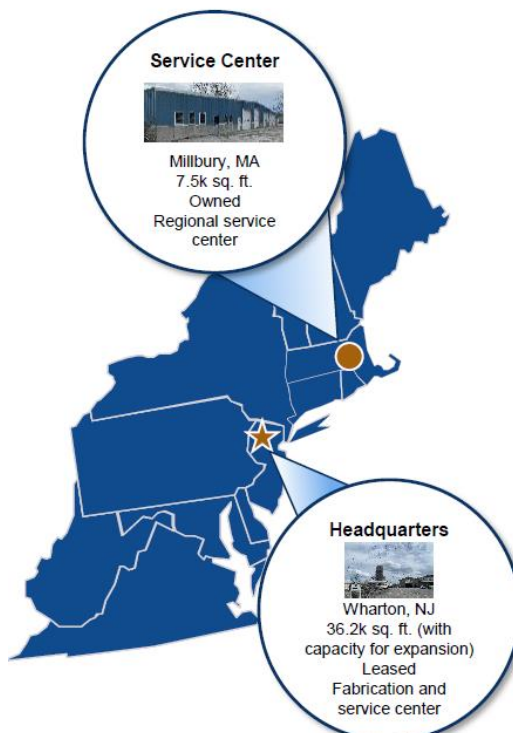 Service Center
Millbury, MA
7.5k sq. ft.
Owned
Regional service
center
Headquarters
Wharton, NJ
36.2k sq. ft. (with
capacity for expansion)
Leased
Fabrication and
service center